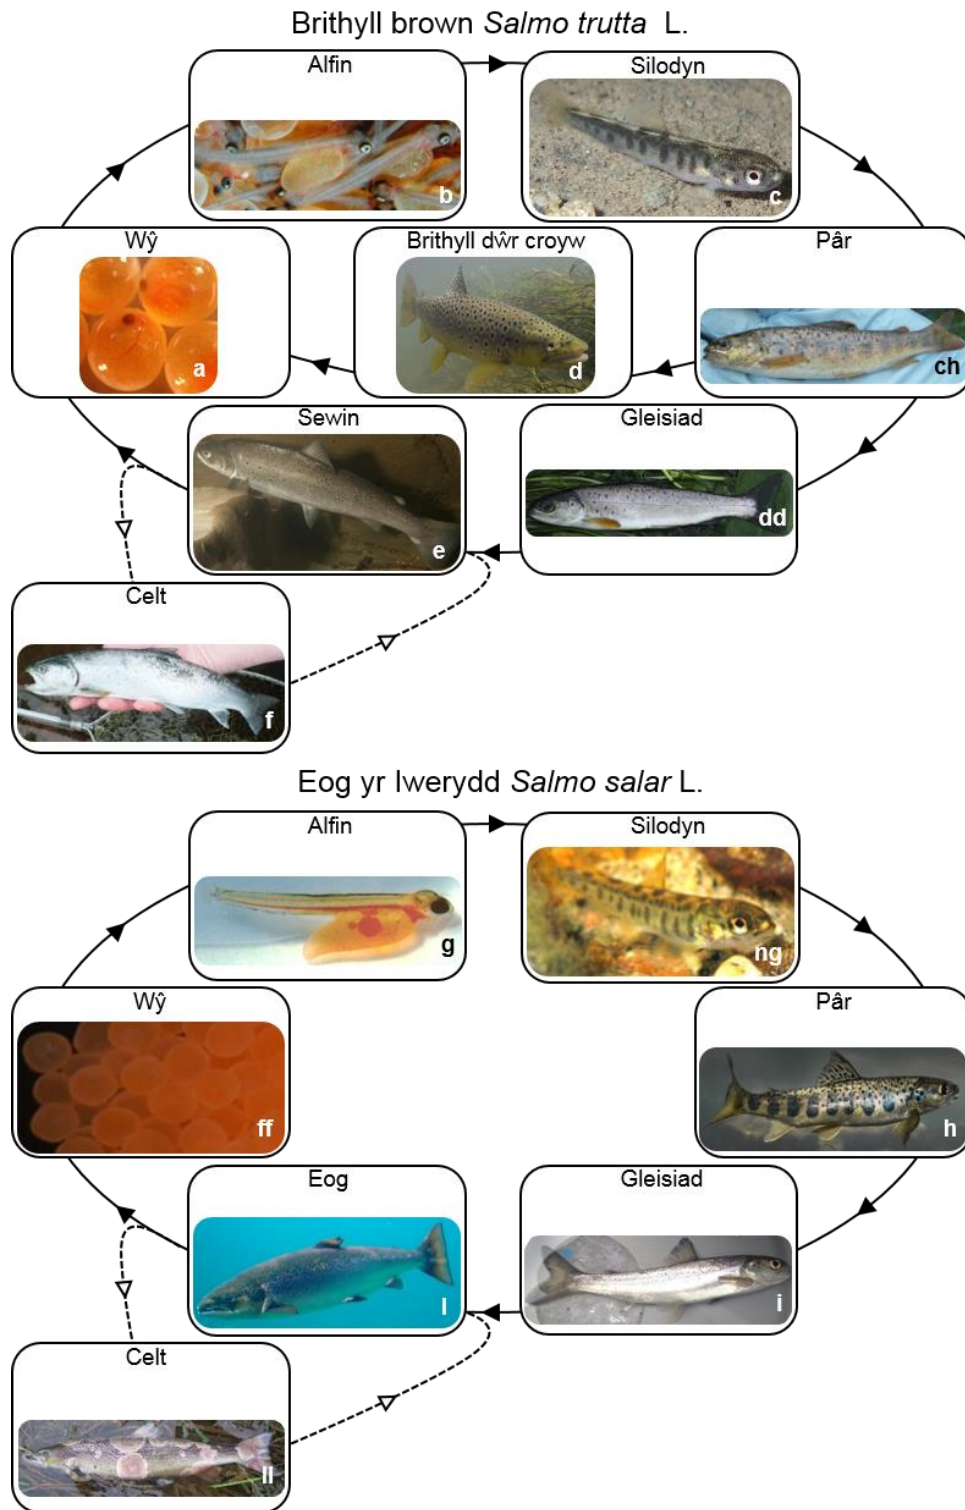 Brithyll brown Salmo trutta L.
Alfin
b
Silodyn
c
Wŷ
a
Brithyll dŵr croyw
d
Pâr
ch
Sewin
e
Gleisiad
dd
Celt
f
Eog yr Iwerydd Salmo salar L.
Alfin
g
Silodyn
ng
Wŷ
ff
Pâr
h
Eog
l
Gleisiad
i
Celt
ll